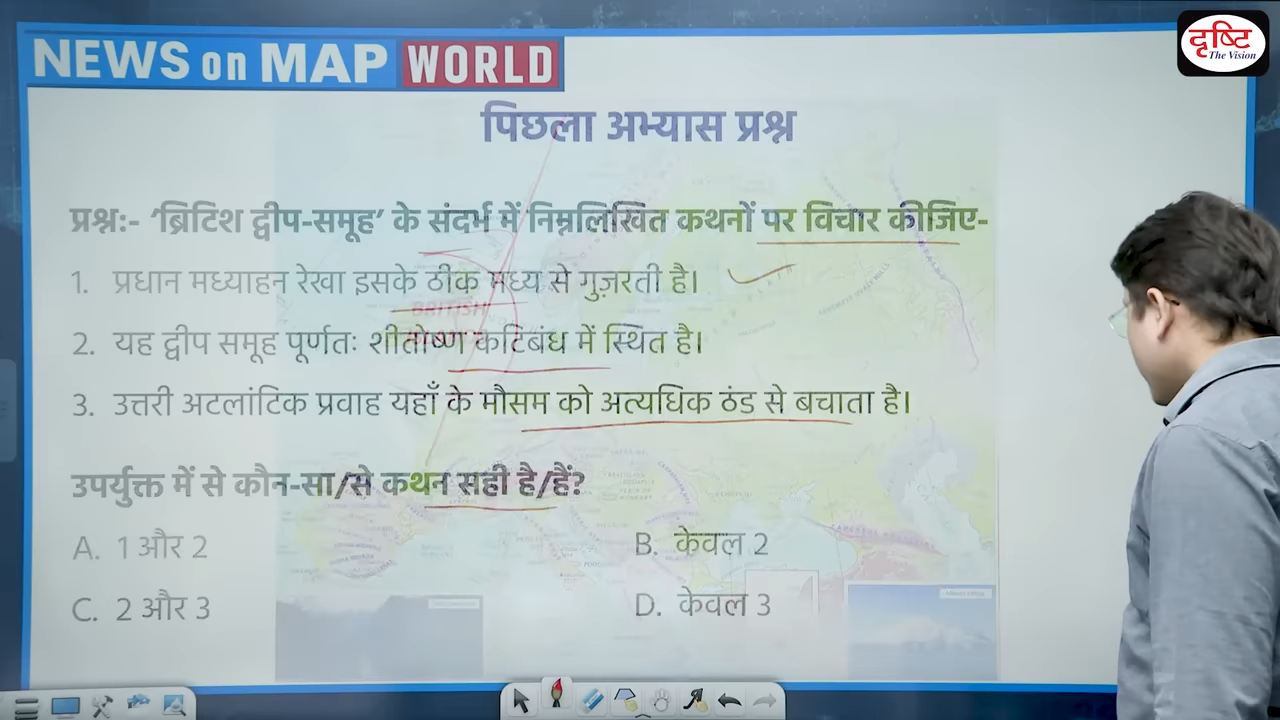 NEWS on MAP WORLD
दृष्टि
The Vision
पिछला अभ्यास प्रश्न
प्रश्न:- ‘ब्रिटिश द्वीप-समूह’ के संदर्भ में निम्नलिखित कथनों पर विचार कीजिए-
1. प्रधान मध्याहन रेखा इसके ठीक मध्य से गुज़रती है।
BRITISH
2. यह द्वीप समूह पूर्णतः शीतोष्ण कटिबंध में स्थित है।
3. उत्तरी अटलांटिक प्रवाह यहाँ के मौसम को अत्यधिक ठंड से बचाता है।
उपर्युक्त में से कौन-सा/से कथन सही है/हैं?
A. 1 और 2
B. केवल 2
C. 2 और 3
D. केवल 3